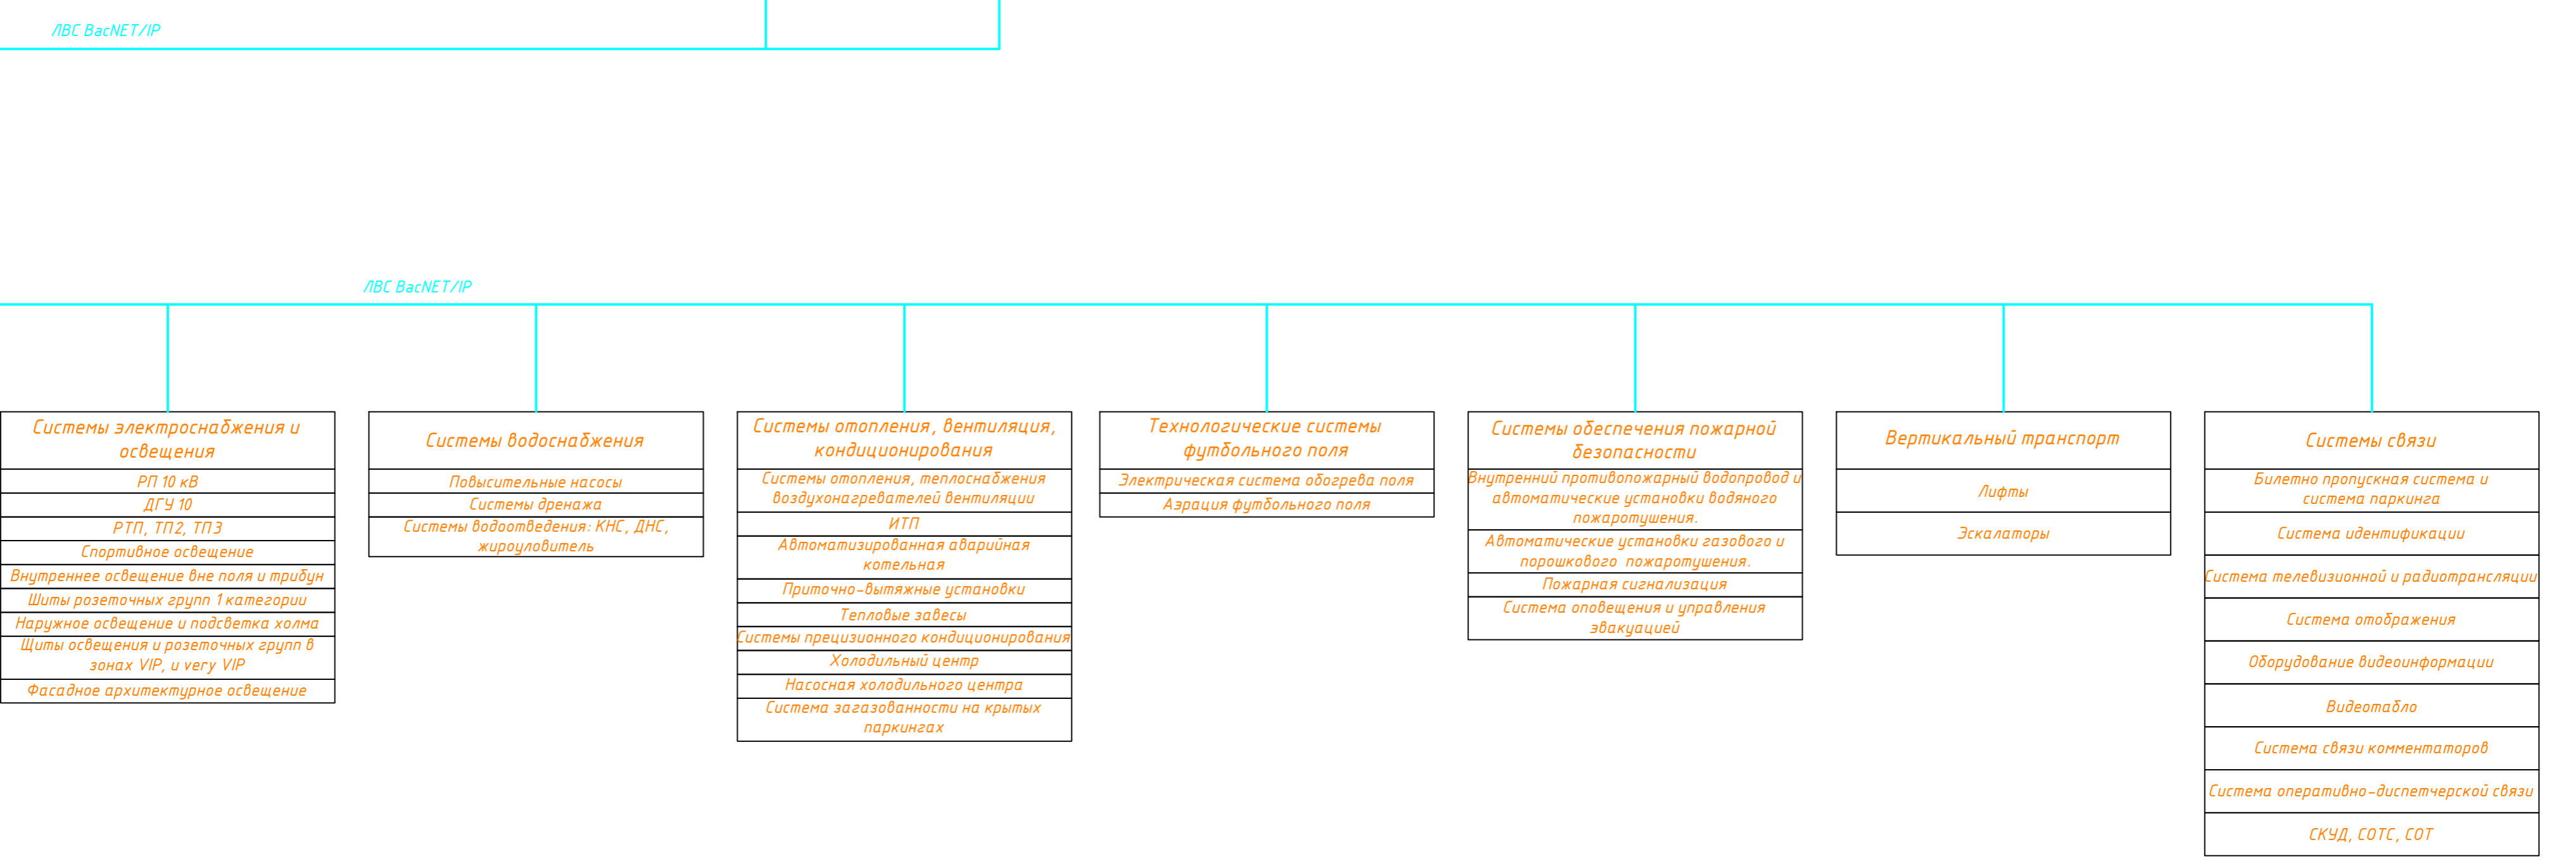 ЛВС BacNET/IP
ЛВС BacNET/IP
Системы электроснабжения и
освещения
РП 10 кВ
ДГУ 10
РТП, ТП2, ТП3
Спортивное освещение
Внутреннее освещение вне поля и трибун
Шиты розеточных групп 1 категории
Наружное освещение и подсветка холма
Щиты освещения и розеточных групп в
зонах VIP, и very VIP
Фасадное архитектурное освещение
Системы водоснабжения
Повысительные насосы
Системы дренажа
Системы водоотведения: КНС, ДНС,
жироуловитель
Системы отопления, вентиляция,
кондиционирования
Системы отопления, теплоснабжения
воздухонагревателей вентиляции
ИТП
Автоматизированная аварийная
котельная
Приточно-вытяжные установки
Тепловые завесы
Системы прецизионного кондиционирования
Холодильный центр
Насосная холодильного центра
Система загазованности на крытых
паркингах
Технологические системы
футбольного поля
Электрическая система обогрева поля
Аэрация футбольного поля
Системы обеспечения пожарной
безопасности
Внутренний противопожарный водопровод и
автоматические установки водяного
пожаротушения.
Автоматические установки газового и
порошкового пожаротушения.
Пожарная сигнализация
Система оповещения и управления
эвакуацией
Вертикальный транспорт
Лифты
Эскалаторы
Системы связи
Билетно пропускная система и
система паркинга
Система идентификации
Система телевизионной и радиотрансляции
Система отображения
Оборудование видеоинформации
Видеотабло
Система связи комментаторов
Система оперативно-диспетчерской связи
СКУД, СОТС, СОТ